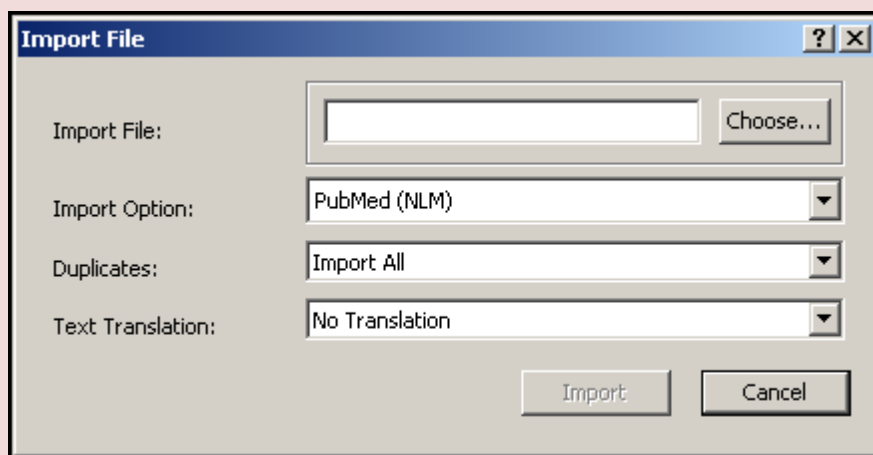 Import File
Import File:
Choose...
Import Option:
PubMed (NLM)
Duplicates:
Import All
Text Translation:
No Translation
Import
Cancel